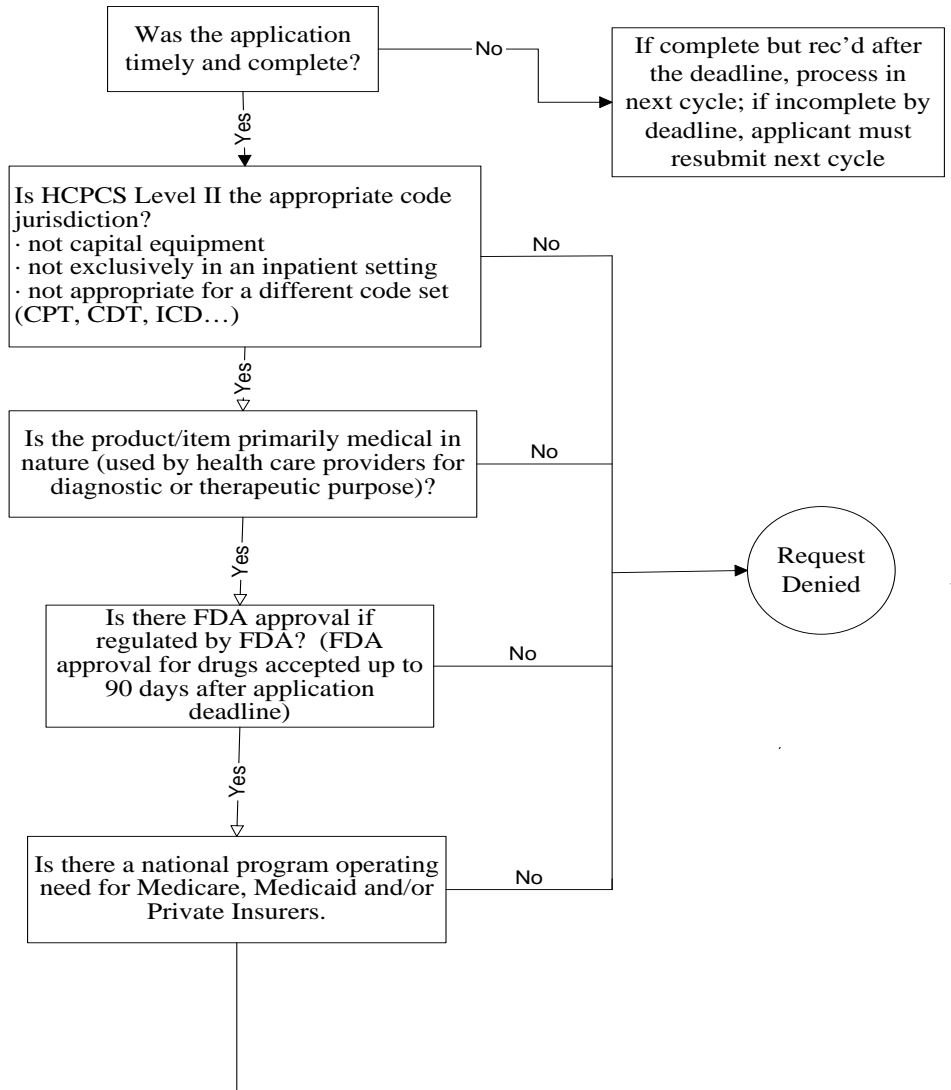 Was the application
timely and complete?
No
If complete but rec’d after
the deadline, process in
next cycle; if incomplete by
deadline, applicant must
resubmit next cycle
Yes
Is HCPCS Level II the appropriate code
jurisdiction?
· not capital equipment
· not exclusively in an inpatient setting
· not appropriate for a different code set
(CPT, CDT, ICD…)
No
Yes
Is the product/item primarily medical in
nature (used by health care providers for
diagnostic or therapeutic purpose)?
No
Yes
Request
Denied
Is there FDA approval if
regulated by FDA? (FDA
approval for drugs accepted up to
90 days after application
deadline)
No
Yes
Is there a national program operating
need for Medicare, Medicaid and/or
Private Insurers.
No